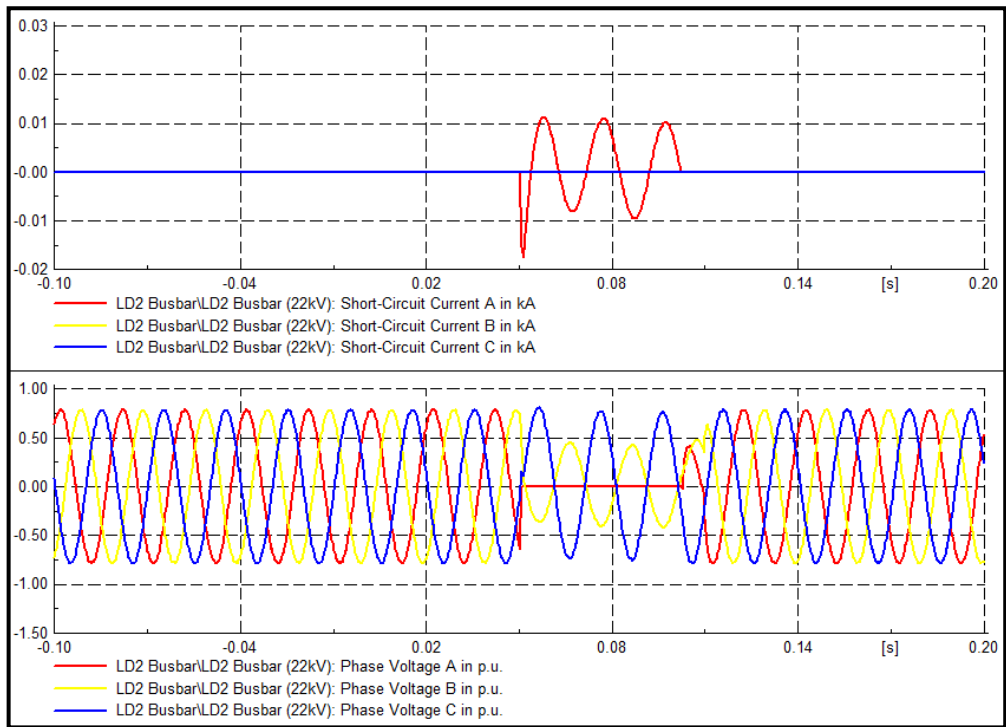 0.03
0.02
0.01
-0.00
-0.01
-0.02
-0.10 -0.04 0.02 0.08 0.14 [s] 0.20
LD2 Busbar\LD2 Busbar (22kV): Short-Circuit Current A in kA
LD2 Busbar\LD2 Busbar (22kV): Short-Circuit Current B in kA
LD2 Busbar\LD2 Busbar (22kV): Short-Circuit Current C in kA
1.00
0.50
0.00
-0.50
-1.00
-1.50
-0.10 -0.04 0.02 0.08 0.14 [s] 0.20
LD2 Busbar\LD2 Busbar (22kV): Phase Voltage A in p.u.
LD2 Busbar\LD2 Busbar (22kV): Phase Voltage B in p.u.
LD2 Busbar\LD2 Busbar (22kV): Phase Voltage C in p.u.